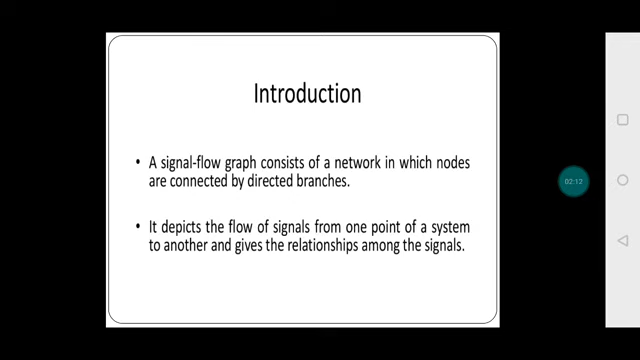 Introduction
• A signal-flow graph consists of a network in which nodes
are connected by directed branches.
• It depicts the flow of signals from one point of a system
to another and gives the relationships among the signals.
02:12